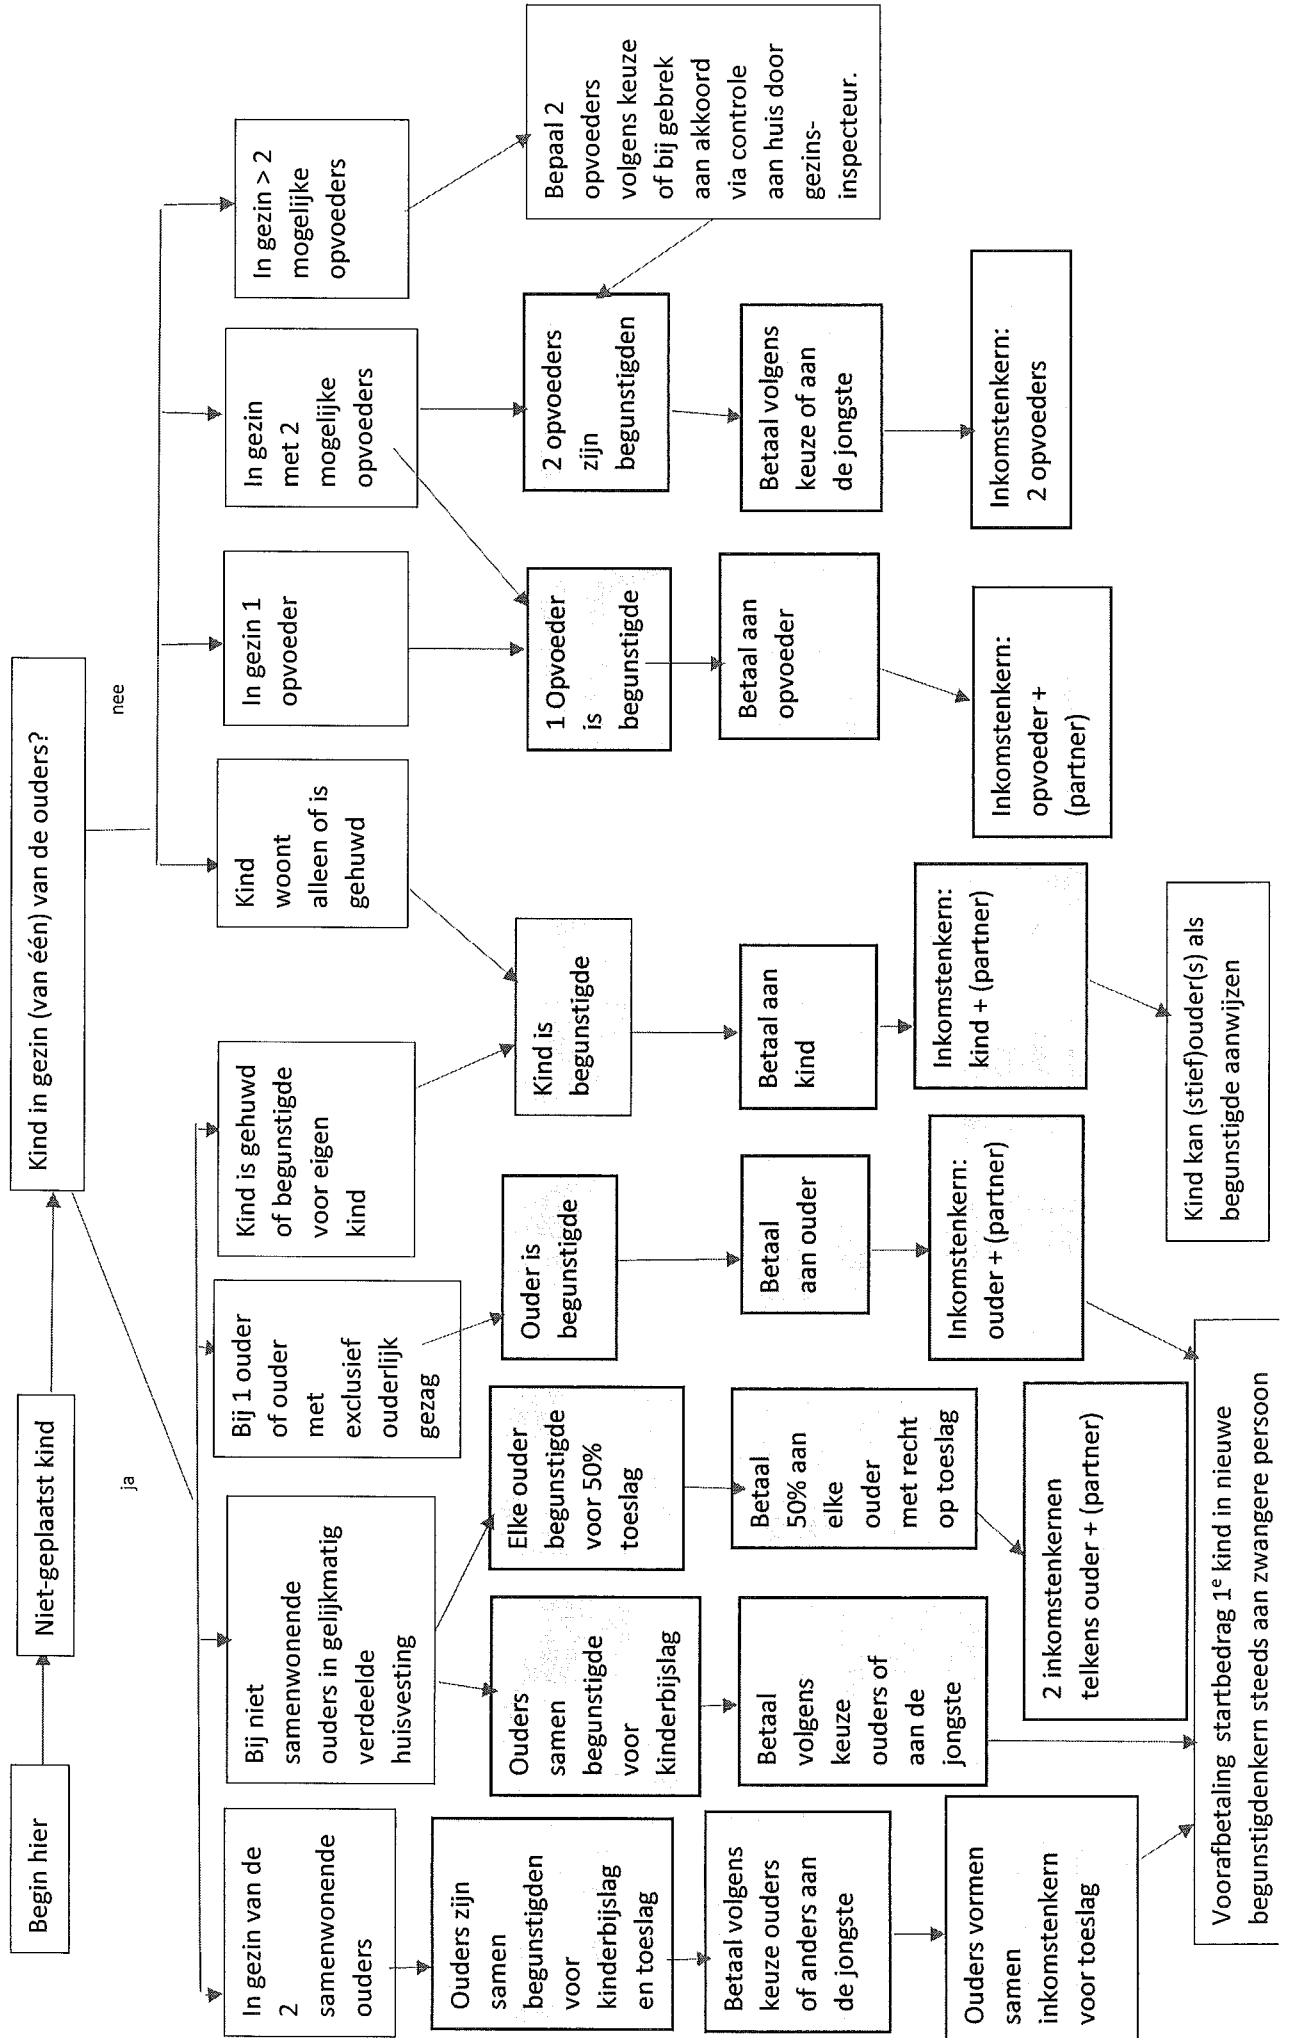 Begin hier
Niet-geplaatst kind
Kind in gezin (van één) van de ouders?
ja
nee
In gezin van de
2
samenwonende
ouders
Bij niet
samenwonende
ouders in gelijkmatig
verdeelde
huisvesting
Bij 1 ouder
of ouder
met
exclusief
ouderlijk
gezag
Kind is gehuwd
of begunstigde
voor eigen
kind
Kind
woont
alleen of is
gehuwd
In gezin 1
opvoeder
In gezin
met 2
mogelijke
opvoeders
In gezin > 2
mogelijke
opvoeders
Ouders zijn
samen
begunstigden
voor
kinderbijslag
en toeslag
Ouders
samen
begunstigde
voor
kinderbijslag
Elke ouder
begunstigde
voor 50%
toeslag
Ouder is
begunstigde
Kind is
begunstigde
1 Opvoeder
is
begunstigde
2 opvoeders
zijn
begunstigden
Bepaal 2
opvoeders
volgens keuze
of bij gebrek
aan akkoord
via controle
aan huis door
gezins-
inspecteur.
Betaal volgens
keuze ouders
of anders aan
de jongste
Betaal
volgens
keuze
ouders of
aan de
jongste
Betaal
50% aan
elke
ouder
met recht
op toeslag
Betaal
aan ouder
Betaal aan
kind
Betaal aan
opvoeder
Betaal volgens
keuze of aan
de jongste
Ouders vormen
samen
inkomstenkern
voor toeslag
2 inkomstenkernen
telkens ouder + (partner)
Inkomstenkern:
ouder + (partner)
Inkomstenkern:
kind + (partner)
Inkomstenkern:
opvoeder +
(partner)
Inkomstenkern:
2 opvoeders
Voorafbetaling startbedrag 1e kind in nieuwe
begunstigdenkern steeds aan zwangere persoon
Kind kan (stief)ouder(s) als
begunstigde aanwijzen